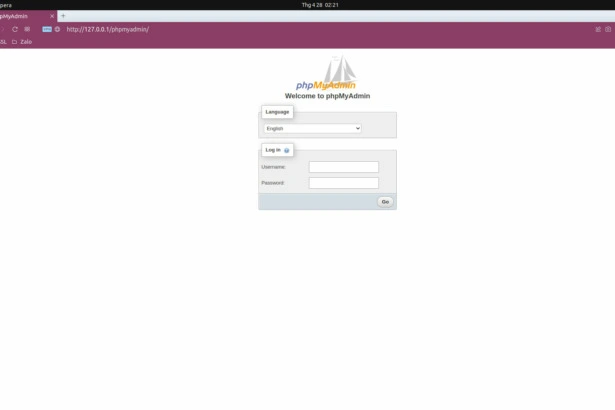 pera
Thg 4 28 02:21
pMyAdmin
http://127.0.0.1/phpmyadmin/
SL Zalo
phpMyAdmin
Welcome to phpMyAdmin
Language
English
Log in
Username:
Password:
Go